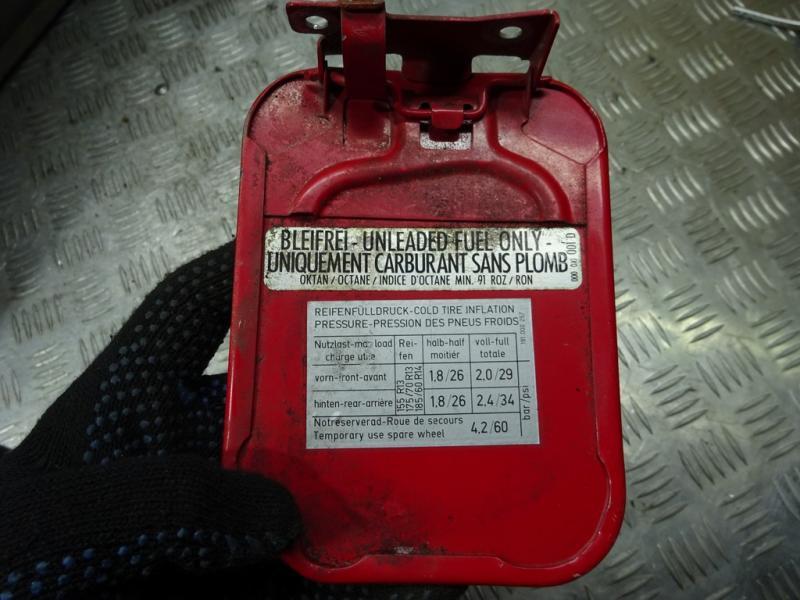 BLEIFREI - UNLEADED FUEL ONLY -
UNIQUEMENT CARBURANT SANS PLOMB
OKTAN / OCTANE / INDICE D'OCTANE MIN. 91 ROZ / RON
REIFENFÜLLDRUCK-COLD TIRE INFLATION
PRESSURE-PRESSION DES PNEUS FROIDS
Nutzlast-max load
charge utile
Rei-
fen
halb-half
moitiér
voll-full
totale
vorn-front-avant
155 R13
175/70 R13
185/60 R14
1.8/26
2.0/29
hinten-rear-arrière
1.8/26
2,4/34
Notreserverad-Roue de secours
Temporary use spare wheel
4,2/60
bar/psi